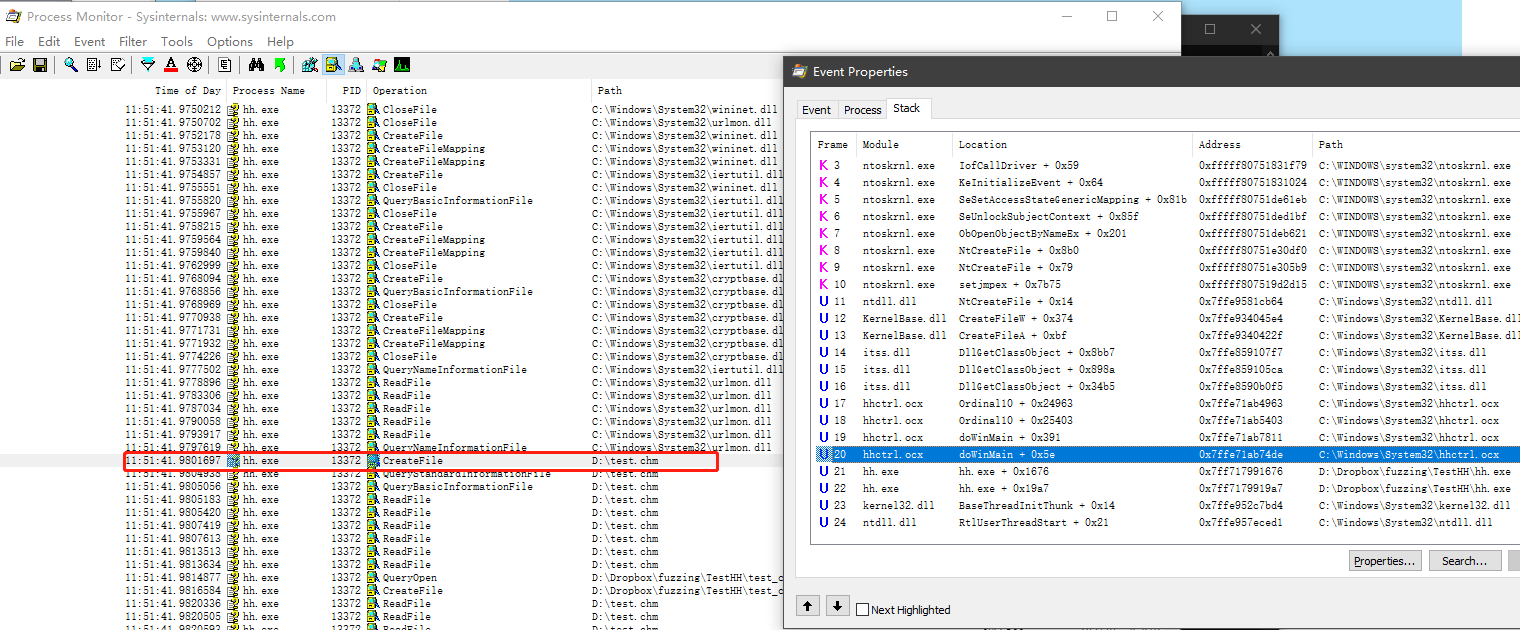 Process Monitor - Sysinternals: www.sysinternals.com
File Edit Event Filter Tools Options Help
Time of Day Process Name PID Operation Path
11:51:41.9750212 hh.exe 13372 CloseFile C:\Windows\System32\wininet.dll
11:51:41.9750702 hh.exe 13372 CloseFile C:\Windows\System32\urlmon.dll
11:51:41.9752178 hh.exe 13372 CreateFile C:\Windows\System32\wininet.dll
11:51:41.9753120 hh.exe 13372 CreateFileMapping C:\Windows\System32\wininet.dll
11:51:41.9753331 hh.exe 13372 CreateFileMapping C:\Windows\System32\wininet.dll
11:51:41.9754857 hh.exe 13372 CreateFile C:\Windows\System32\iertutil.dll
11:51:41.9755551 hh.exe 13372 CloseFile C:\Windows\System32\wininet.dll
11:51:41.9755820 hh.exe 13372 QueryBasicInformationFile C:\Windows\System32\iertutil.dll
11:51:41.9755967 hh.exe 13372 CloseFile C:\Windows\System32\iertutil.dll
11:51:41.9758215 hh.exe 13372 CreateFile C:\Windows\System32\iertutil.dll
11:51:41.9759564 hh.exe 13372 CreateFileMapping C:\Windows\System32\iertutil.dll
11:51:41.9759840 hh.exe 13372 CreateFileMapping C:\Windows\System32\iertutil.dll
11:51:41.9762999 hh.exe 13372 CloseFile C:\Windows\System32\iertutil.dll
11:51:41.9768094 hh.exe 13372 CreateFile C:\Windows\System32\cryptbase.dl
11:51:41.9768856 hh.exe 13372 QueryBasicInformationFile C:\Windows\System32\cryptbase.dl
11:51:41.9768969 hh.exe 13372 CloseFile C:\Windows\System32\cryptbase.dl
11:51:41.9770938 hh.exe 13372 CreateFile C:\Windows\System32\cryptbase.dl
11:51:41.9771731 hh.exe 13372 CreateFileMapping C:\Windows\System32\cryptbase.dl
11:51:41.9771932 hh.exe 13372 CreateFileMapping C:\Windows\System32\cryptbase.dl
11:51:41.9774226 hh.exe 13372 CloseFile C:\Windows\System32\cryptbase.dl
11:51:41.9777502 hh.exe 13372 QueryNameInformationFile C:\Windows\System32\iertutil.dll
11:51:41.9778896 hh.exe 13372 ReadFile C:\Windows\System32\urlmon.dll
11:51:41.9783306 hh.exe 13372 ReadFile C:\Windows\System32\urlmon.dll
11:51:41.9787034 hh.exe 13372 ReadFile C:\Windows\System32\urlmon.dll
11:51:41.9790058 hh.exe 13372 ReadFile C:\Windows\System32\urlmon.dll
11:51:41.9793917 hh.exe 13372 ReadFile C:\Windows\System32\urlmon.dll
11:51:41.9797619 hh.exe 13372 QueryNameInformationFile C:\Windows\System32\urlmon.dll
11:51:41.9801697 hh.exe 13372 CreateFile D:\test.chm
11:51:41.9804933 hh.exe 13372 QueryStandardInformationFile D:\test.chm
11:51:41.9805056 hh.exe 13372 QueryBasicInformationFile D:\test.chm
11:51:41.9805183 hh.exe 13372 ReadFile D:\test.chm
11:51:41.9805420 hh.exe 13372 ReadFile D:\test.chm
11:51:41.9807419 hh.exe 13372 ReadFile D:\test.chm
11:51:41.9807613 hh.exe 13372 ReadFile D:\test.chm
11:51:41.9813513 hh.exe 13372 ReadFile D:\test.chm
11:51:41.9813634 hh.exe 13372 ReadFile D:\test.chm
11:51:41.9814877 hh.exe 13372 QueryOpen D:\Dropbox\fuzzing\TestHH\test_c
11:51:41.9816584 hh.exe 13372 CreateFile D:\Dropbox\fuzzing\TestHH\test_c
11:51:41.9820336 hh.exe 13372 ReadFile D:\test.chm
11:51:41.9820505 hh.exe 13372 ReadFile D:\test.chm
11:51:41.9820593 hh.exe 13372 ReadFile D:\test.chm
Event Properties
Event Process Stack
Frame Module Location Address Path
K 3 ntoskrnl.exe IofCallDriver + 0x59 0xfffff80751831f79 C:\WINDOWS\system32\ntoskrnl.exe
K 4 ntoskrnl.exe KeInitializeEvent + 0x64 0xfffff80751831024 C:\WINDOWS\system32\ntoskrnl.exe
K 5 ntoskrnl.exe SeSetAccessStateGenericMapping + 0x81b 0xfffff80751de61eb C:\WINDOWS\system32\ntoskrnl.exe
K 6 ntoskrnl.exe SeUnlockSubjectContext + 0x85f 0xfffff80751ded1bf C:\WINDOWS\system32\ntoskrnl.exe
K 7 ntoskrnl.exe ObOpenObjectByNameEx + 0x201 0xfffff80751deb621 C:\WINDOWS\system32\ntoskrnl.exe
K 8 ntoskrnl.exe NtCreateFile + 0x8b0 0xfffff80751e30df0 C:\WINDOWS\system32\ntoskrnl.exe
K 9 ntoskrnl.exe NtCreateFile + 0x79 0xfffff80751e305b9 C:\WINDOWS\system32\ntoskrnl.exe
K 10 ntoskrnl.exe setjmpex + 0x7b75 0xfffff807519d2d15 C:\WINDOWS\system32\ntoskrnl.exe
U 11 ntdll.dll NtCreateFile + 0x14 0x7ffe9581cb64 C:\Windows\System32\ntdll.dll
U 12 KernelBase.dll CreateFileW + 0x374 0x7ffe934045e4 C:\Windows\System32\KernelBase.dll
U 13 KernelBase.dll CreateFileA + 0xbf 0x7ffe9340422f C:\Windows\System32\KernelBase.dll
U 14 itss.dll DllGetClassObject + 0x8bb7 0x7ffe859107f7 C:\Windows\System32\itss.dll
U 15 itss.dll DllGetClassObject + 0x898a 0x7ffe859105ca C:\Windows\System32\itss.dll
U 16 itss.dll DllGetClassObject + 0x34b5 0x7ffe8590b0f5 C:\Windows\System32\itss.dll
U 17 hhctrl.ocx Ordinal10 + 0x24963 0x7ffe71ab4963 C:\Windows\System32\hhctrl.ocx
U 18 hhctrl.ocx Ordinal10 + 0x25403 0x7ffe71ab5403 C:\Windows\System32\hhctrl.ocx
U 19 hhctrl.ocx doWinMain + 0x391 0x7ffe71ab7811 C:\Windows\System32\hhctrl.ocx
U 20 hhctrl.ocx doWinMain + 0x5e 0x7ffe71ab74de C:\Windows\System32\hhctrl.ocx
U 21 hh.exe hh.exe + 0x1676 0x7ff717991676 D:\Dropbox\fuzzing\TestHH\hh.exe
U 22 hh.exe hh.exe + 0x19a7 0x7ff7179919a7 D:\Dropbox\fuzzing\TestHH\hh.exe
U 23 kernel32.dll BaseThreadInitThunk + 0x14 0x7ffe952c7bd4 C:\Windows\System32\kernel32.dll
U 24 ntdll.dll RtlUserThreadStart + 0x21 0x7ffe957eced1 C:\Windows\System32\ntdll.dll
Properties... Search...
Next Highlighted